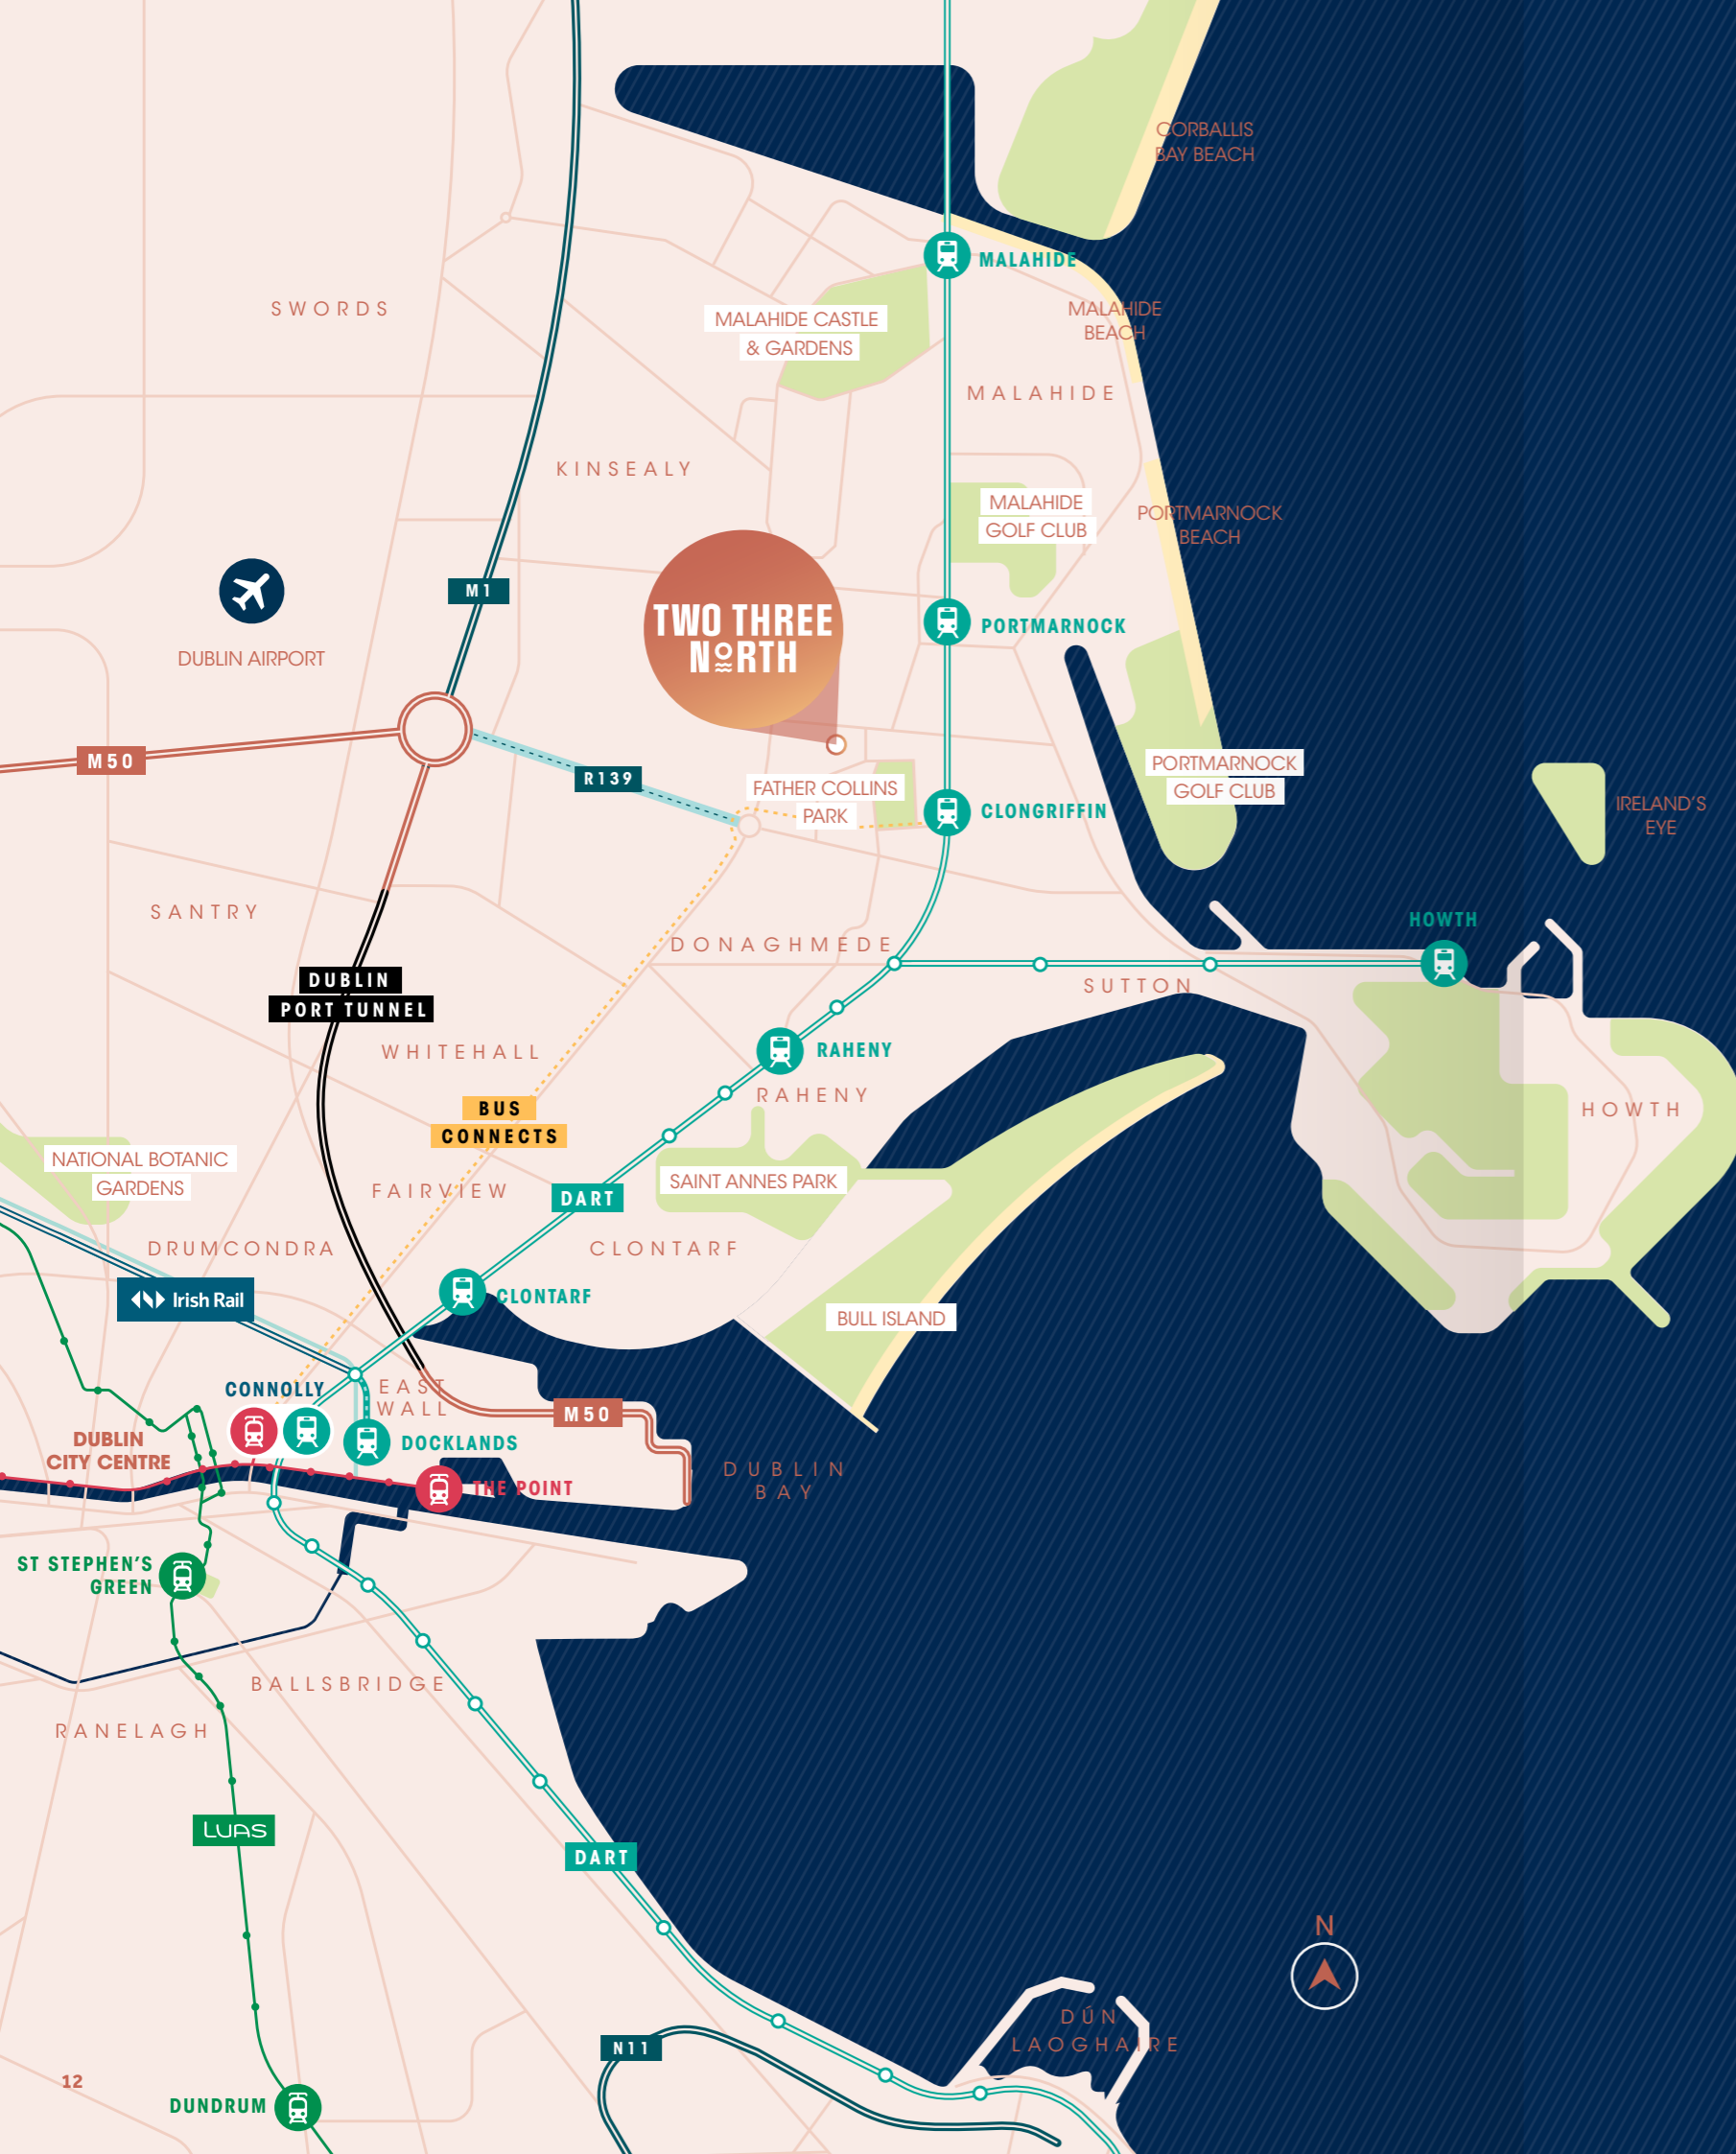 CORBALLIS
BAY BEACH
MALAHIDE
SWORDS
MALAHIDE CASTLE
& GARDENS
MALAHIDE
BEACH
MALAHIDE
KINSEALY
MALAHIDE
GOLF CLUB
PORTMARNOCK
BEACH
M1
TWO THREE
NORTH
PORTMARNOCK
DUBLIN AIRPORT
M50
R139
FATHER COLLINS
PARK
CLONGRIFFIN
PORTMARNOCK
GOLF CLUB
IRELAND'S
EYE
SANTRY
HOWTH
DONAGHMEDE
SUTTON
DUBLIN
PORT TUNNEL
WHITEHALL
RAHENY
RAHENY
HOWTH
BUS
CONNECTS
NATIONAL BOTANIC
GARDENS
FAIRVIEW
DART
SAINT ANNES PARK
DRUMCONDRA
CLONTARF
Irish Rail
CLONTARF
BULL ISLAND
CONNOLLY
EAST
WALL
M50
DUBLIN
CITY CENTRE
DOCKLANDS
THE POINT
DUBLIN
BAY
ST STEPHEN'S
GREEN
BALLSBRIDGE
RANELAGH
LUAS
DART
N
DÚN
LAOGHAIRE
N11
12
DUNDRUM